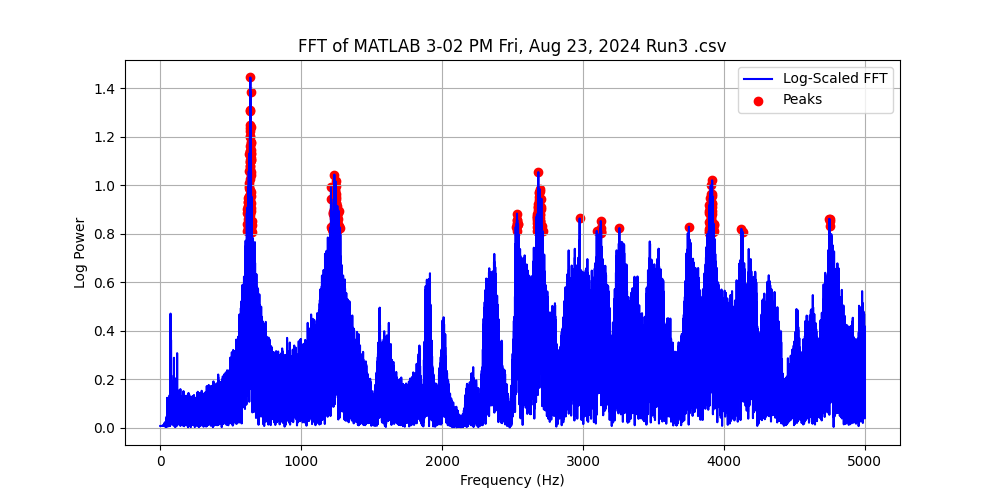 FFT of MATLAB 3-02 PM Fri, Aug 23, 2024 Run3 .csv
Log-Scaled FFT
Peaks
Log Power
1.4
1.2
1.0
0.8
0.6
0.4
0.2
0.0
0 1000 2000 3000 4000 5000
Frequency (Hz)